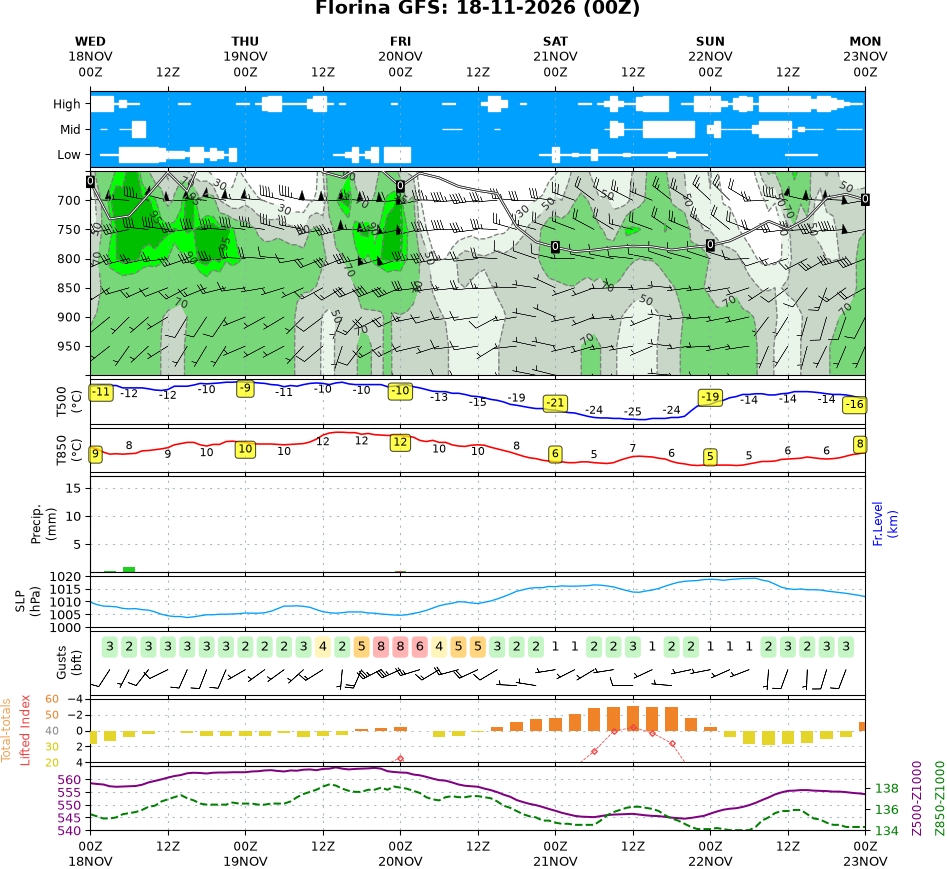 Florina GFS: 18-11-2026 (00Z)
WED THU FRI SAT SUN MON
18NOV 19NOV 20NOV 21NOV 22NOV 23NOV
00Z 12Z 00Z 12Z 00Z 12Z 00Z 12Z 00Z 12Z 00Z
High
Mid
Low
0 0 0 0 0
700
750
800
850
900
950
T500 (°C)
-11 -12 -12 -10 -9 -11 -10 -10 -10 -13 -15 -19 -21 -24 -25 -24 -19 -14 -14 -14 -16
T850 (°C)
9 8 9 10 10 10 12 12 12 10 10 8 6 5 7 6 5 5 6 6 8
Precip. (mm)
15
10
5
Fr.Level (km)
SLP (hPa)
1020
1015
1010
1005
1000
Gusts (bft)
3 2 3 3 3 3 3 2 2 2 3 4 2 5 8 8 6 4 5 5 3 2 2 1 1 2 2 3 1 2 2 1 1 1 2 3 2 3 3
Total-totals
Lifted Index
60 −4
50 −2
40 0
30 2
20 4
560
555
550
545
540
138
136
134
Z500-Z1000
Z850-Z1000
00Z 12Z 00Z 12Z 00Z 12Z 00Z 12Z 00Z 12Z 00Z
18NOV 19NOV 20NOV 21NOV 22NOV 23NOV